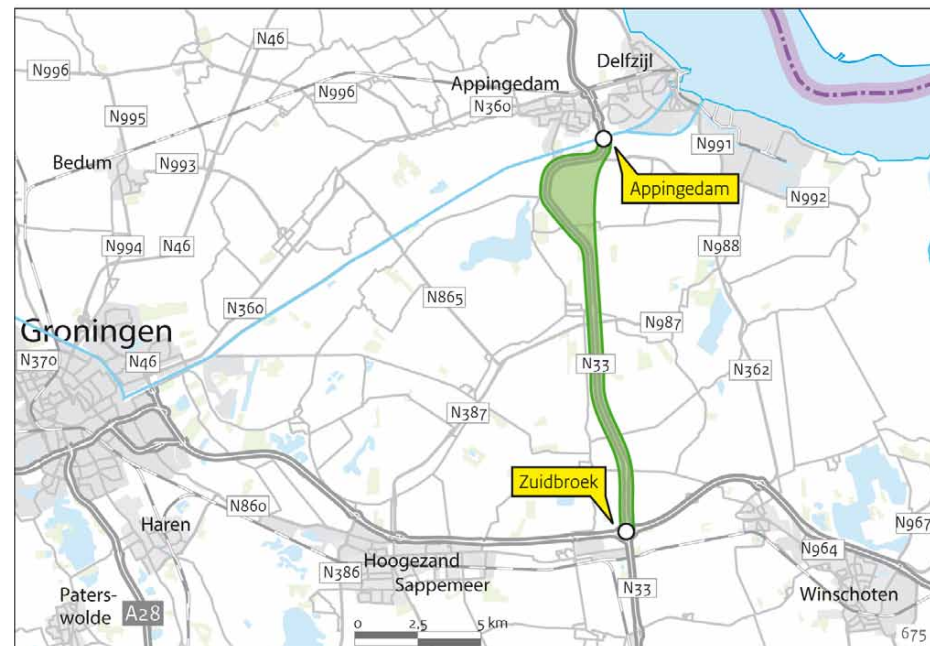 N46
N996
Delfzijl
Appingedam
N996
N360
N995
N991
Bedum
N993
Appingedam
N992
N994
N46
N988
N865
N360
Groningen
N987
N370
N46
N33
N362
N387
Zuidbroek
N860
Haren
N967
N964
Hoogezand
N386
Sappemeer
N33
Paters-
wolde
Winschoten
A28
0 2,5 5 km
675